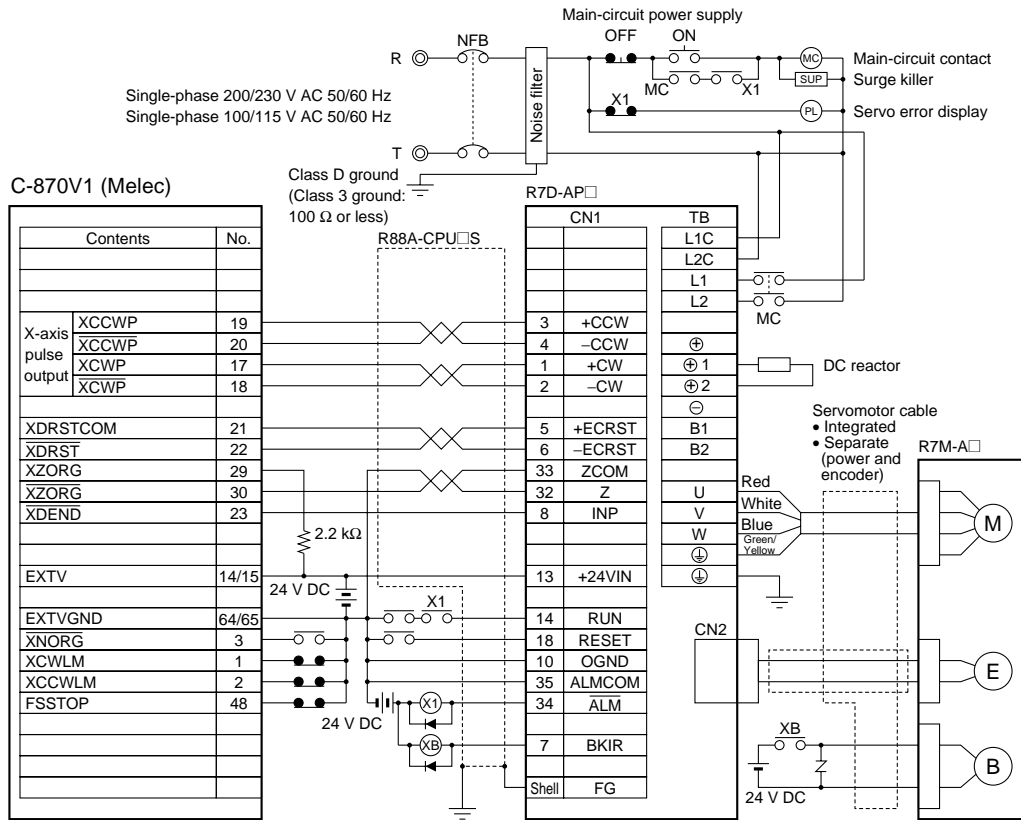 Main-circuit power supply
OFF ON
NFB
R
MC
Main-circuit contact
MC X1
SUP
Surge killer
Single-phase 200/230 V AC 50/60 Hz
Single-phase 100/115 V AC 50/60 Hz
Noise filter
X1
PL
Servo error display
T
Class D ground
(Class 3 ground:
100 Ω or less)
C-870V1 (Melec)
R7D-AP□
R88A-CPU□S
Contents No.
CN1 TB
L1C
L2C
L1
L2
MC
X-axis
pulse
output
XCCWP 19 3 +CCW
XCCWP 20 4 −CCW ⊕
XCWP 17 1 +CW ⊕ 1
XCWP 18 2 −CW ⊕ 2
DC reactor
⊖
XDRSTCOM 21 5 +ECRST B1
XDRST 22 6 −ECRST B2
XZORG 29 33 ZCOM
XZORG 30 32 Z U
XDEND 23 8 INP V
W
Servomotor cable
• Integrated
• Separate
(power and
encoder)
R7M-A□
Red
White
Blue
Green/
Yellow
M
2.2 kΩ
EXTV 14/15 13 +24VIN
24 V DC
X1
EXTVGND 64/65 14 RUN
XNORG 3 18 RESET
XCWLM 1 10 OGND
XCCWLM 2 35 ALMCOM
FSSTOP 48 34 ALM
CN2
E
24 V DC
X1
XB
7 BKIR
Shell FG
XB
24 V DC
B